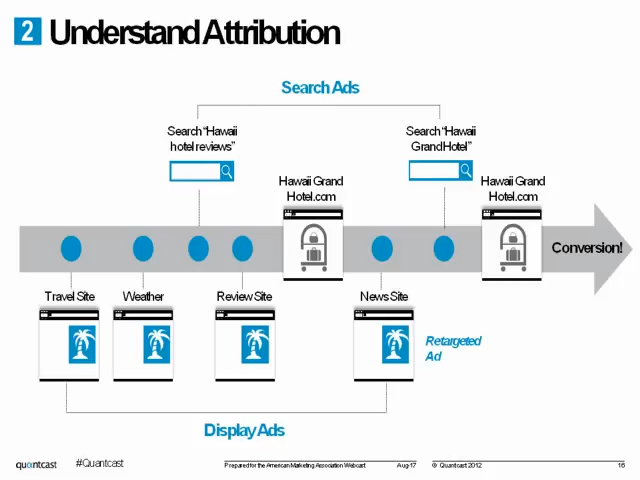 2 Understand Attribution
Search Ads
Search "Hawaii
hotel reviews"
Search "Hawaii
Grand Hotel"
Hawaii Grand
Hotel.com
Hawaii Grand
Hotel.com
Conversion!
Travel Site
Weather
Review Site
News Site
Retargeted
Ad
Display Ads
quantcast
#Quantcast
Prepared for the American Marketing Association Webcast
Aug-17
© Quantcast 2012
16